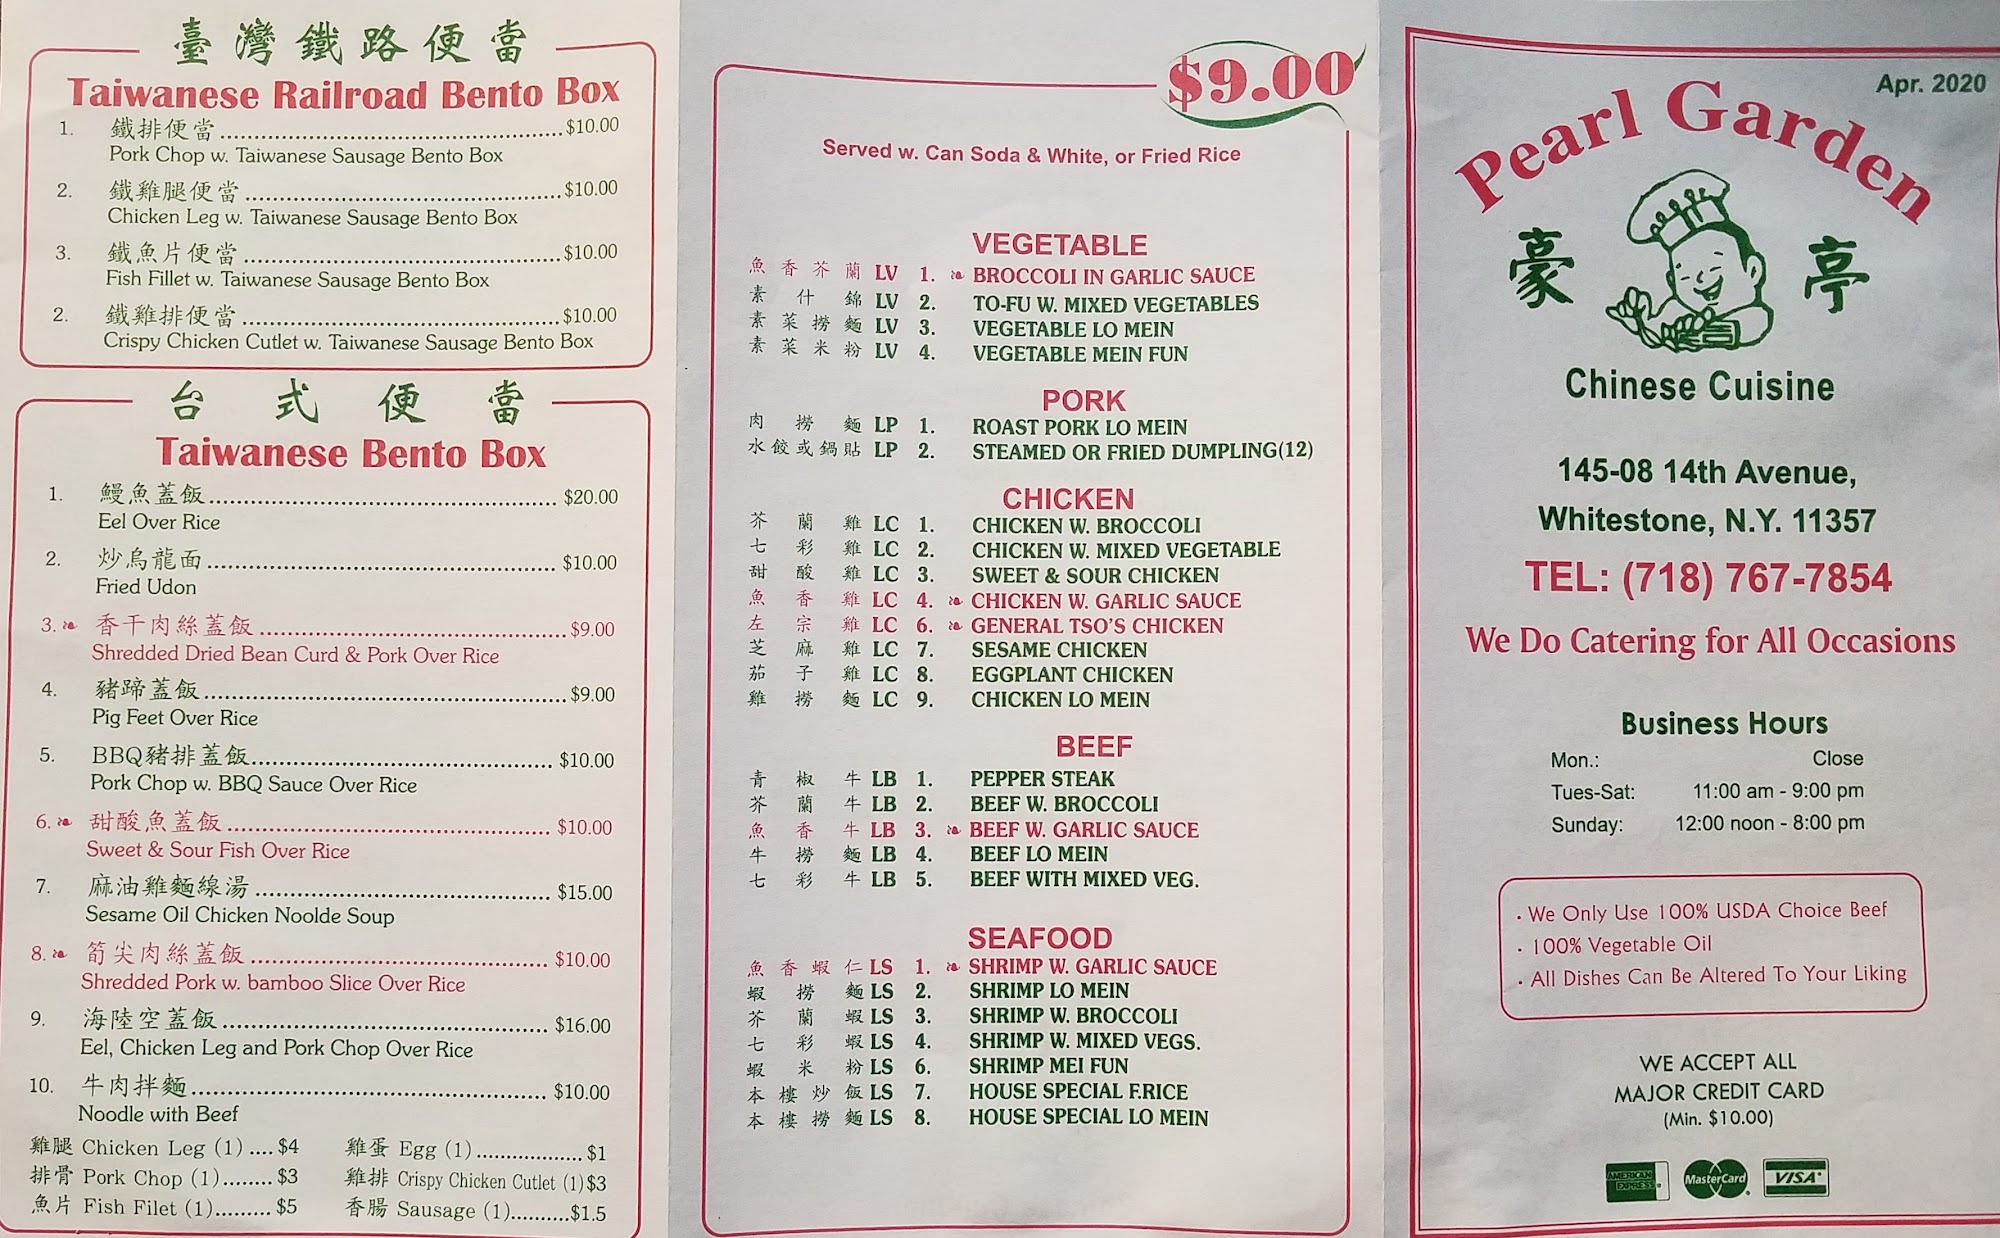 臺灣鐵路便當
Taiwanese Railroad Bento Box
1. 鐵排便當 $10.00
Pork Chop w. Taiwanese Sausage Bento Box
2. 鐵雞腿便當 $10.00
Chicken Leg w. Taiwanese Sausage Bento Box
3. 鐵魚片便當 $10.00
Fish Fillet w. Taiwanese Sausage Bento Box
2. 鐵雞排便當 $10.00
Crispy Chicken Cutlet w. Taiwanese Sausage Bento Box
台式便當
Taiwanese Bento Box
1. 鰻魚蓋飯 $20.00
Eel Over Rice
2. 炒烏龍面 $10.00
Fried Udon
3. 香干肉絲蓋飯 $9.00
Shredded Dried Bean Curd & Pork Over Rice
4. 豬蹄蓋飯 $9.00
Pig Feet Over Rice
5. BBQ豬排蓋飯 $10.00
Pork Chop w. BBQ Sauce Over Rice
6. 甜酸魚蓋飯 $10.00
Sweet & Sour Fish Over Rice
7. 麻油雞麵線湯 $15.00
Sesame Oil Chicken Noolde Soup
8. 筍尖肉絲蓋飯 $10.00
Shredded Pork w. bamboo Slice Over Rice
9. 海陸空蓋飯 $16.00
Eel, Chicken Leg and Pork Chop Over Rice
10. 牛肉拌麵 $10.00
Noodle with Beef
雞腿 Chicken Leg (1) .... $4 雞蛋 Egg (1) .................. $1
排骨 Pork Chop (1)........ $3 雞排 Crispy Chicken Cutlet (1)$3
魚片 Fish Filet (1)......... $5 香腸 Sausage (1)..........$1.5
$9.00
Served w. Can Soda & White, or Fried Rice
VEGETABLE
魚香芥蘭 LV 1. BROCCOLI IN GARLIC SAUCE
素什錦 LV 2. TO-FU W. MIXED VEGETABLES
素菜撈麵 LV 3. VEGETABLE LO MEIN
素菜米粉 LV 4. VEGETABLE MEIN FUN
PORK
肉撈麵 LP 1. ROAST PORK LO MEIN
水餃或鍋貼 LP 2. STEAMED OR FRIED DUMPLING(12)
CHICKEN
芥蘭雞 LC 1. CHICKEN W. BROCCOLI
七彩雞 LC 2. CHICKEN W. MIXED VEGETABLE
甜酸雞 LC 3. SWEET & SOUR CHICKEN
魚香雞 LC 4. CHICKEN W. GARLIC SAUCE
左宗雞 LC 6. GENERAL TSO'S CHICKEN
芝麻雞 LC 7. SESAME CHICKEN
茄子雞 LC 8. EGGPLANT CHICKEN
雞撈麵 LC 9. CHICKEN LO MEIN
BEEF
青椒牛 LB 1. PEPPER STEAK
芥蘭牛 LB 2. BEEF W. BROCCOLI
魚香牛 LB 3. BEEF W. GARLIC SAUCE
牛撈麵 LB 4. BEEF LO MEIN
七彩牛 LB 5. BEEF WITH MIXED VEG.
SEAFOOD
魚香蝦仁 LS 1. SHRIMP W. GARLIC SAUCE
蝦撈麵 LS 2. SHRIMP LO MEIN
芥蘭蝦 LS 3. SHRIMP W. BROCCOLI
七彩蝦 LS 4. SHRIMP W. MIXED VEGS.
蝦米粉 LS 6. SHRIMP MEI FUN
本樓炒飯 LS 7. HOUSE SPECIAL F.RICE
本樓撈麵 LS 8. HOUSE SPECIAL LO MEIN
Apr. 2020
Pearl Garden
豪亭
Chinese Cuisine
145-08 14th Avenue,
Whitestone, N.Y. 11357
TEL: (718) 767-7854
We Do Catering for All Occasions
Business Hours
Mon.: Close
Tues-Sat: 11:00 am - 9:00 pm
Sunday: 12:00 noon - 8:00 pm
· We Only Use 100% USDA Choice Beef
· 100% Vegetable Oil
· All Dishes Can Be Altered To Your Liking
WE ACCEPT ALL
MAJOR CREDIT CARD
(Min. $10.00)
AMERICAN EXPRESS MasterCard VISA